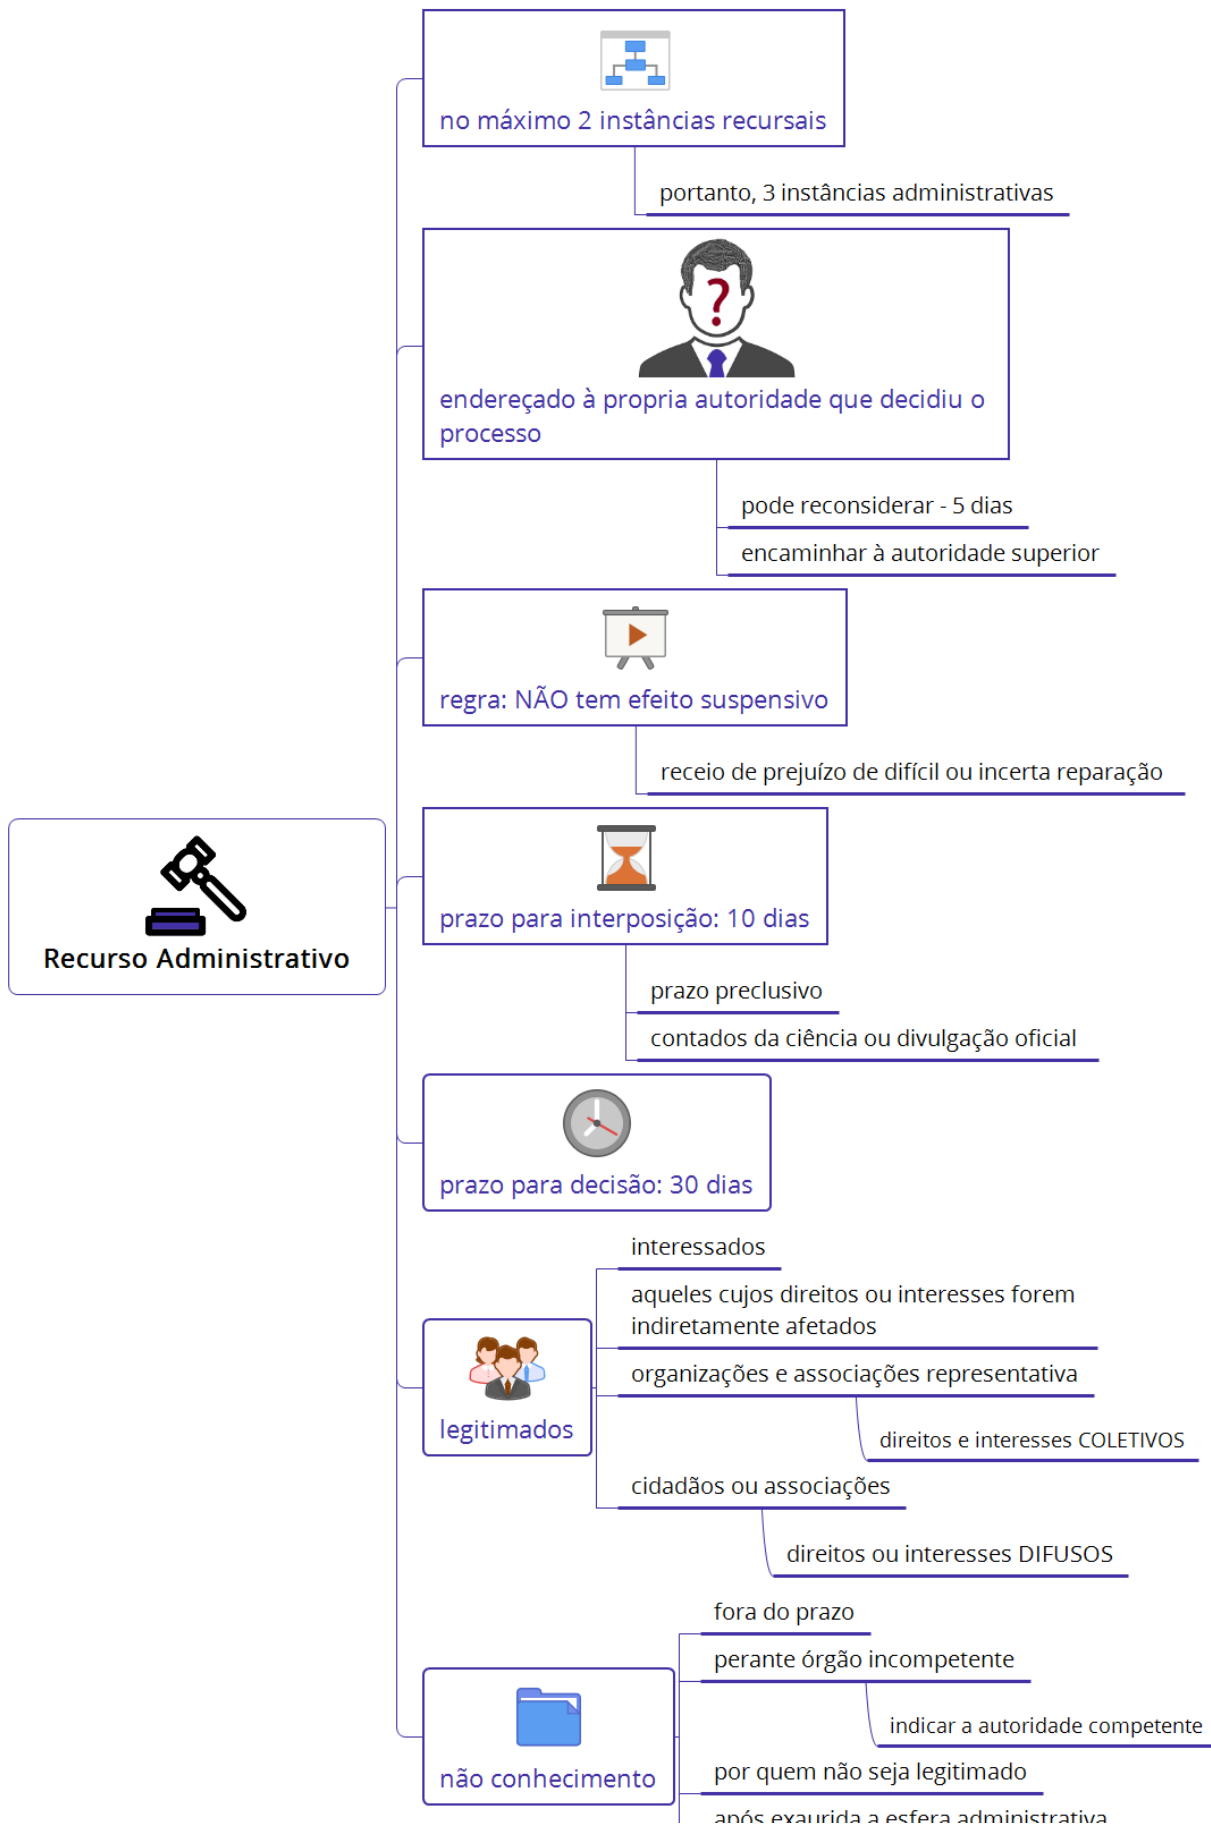 no máximo 2 instâncias recursais
portanto, 3 instâncias administrativas
?
endereçado à propria autoridade que decidiu o
processo
pode reconsiderar - 5 dias
encaminhar à autoridade superior
regra: NÃO tem efeito suspensivo
receio de prejuízo de difícil ou incerta reparação
Recurso Administrativo
prazo para interposição: 10 dias
prazo preclusivo
contados da ciência ou divulgação oficial
prazo para decisão: 30 dias
interessados
aqueles cujos direitos ou interesses forem
indiretamente afetados
organizações e associações representativa
direitos e interesses COLETIVOS
legitimados
cidadãos ou associações
direitos ou interesses DIFUSOS
fora do prazo
perante órgão incompetente
indicar a autoridade competente
não conhecimento
por quem não seja legitimado
após exaurida a esfera administrativa